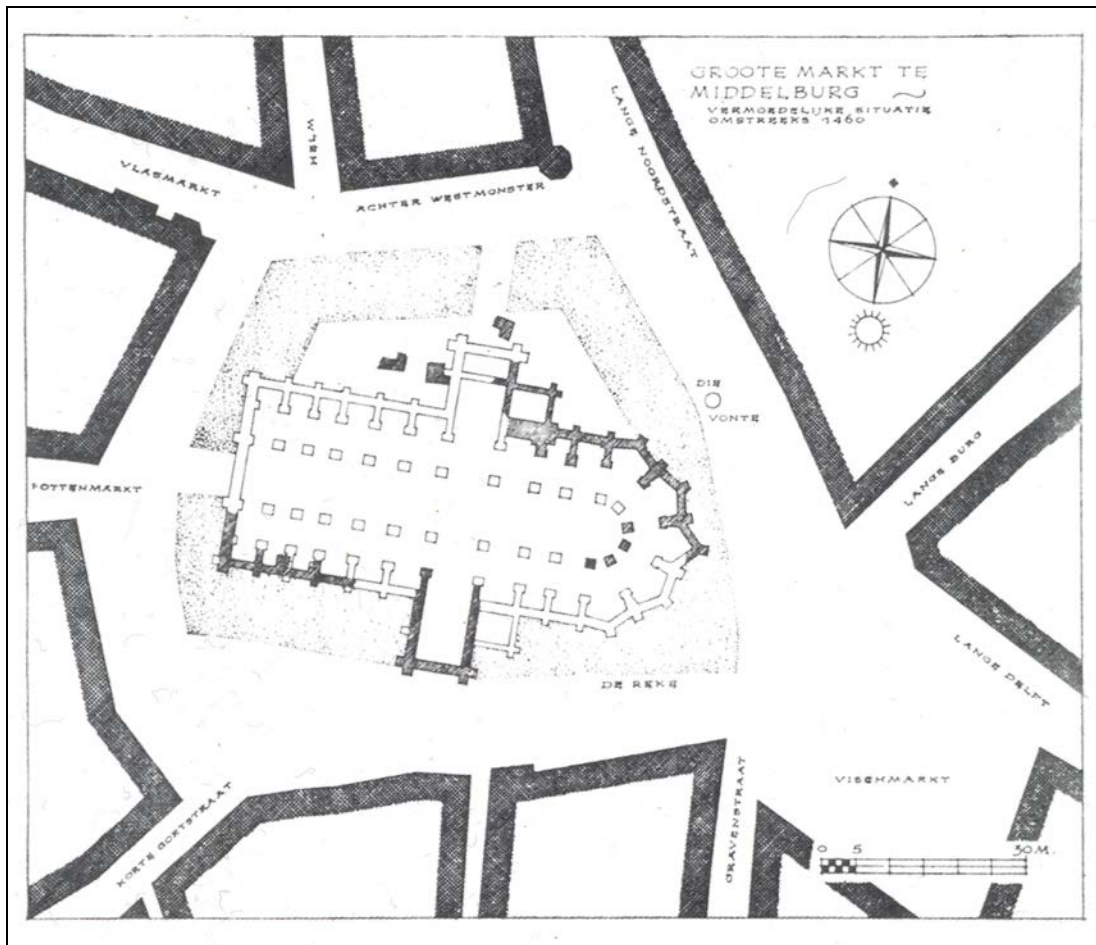 GROOTE MARKT TE
MIDDELBURG
VERMOEDELIJKE SITUATIE
OMSTREEKS 1460
VLASMARKT
HELM
ACHTER WESTMONSTER
LANGE NOORDSTRAAT
DIE
VONTE
LANGE BURG
POTTENMARKT
LANGE DELFT
DE REKE
VISCHMARKT
KORTE GORTSTRAAT
GRAVENSTRAAT
0 5 30 M.